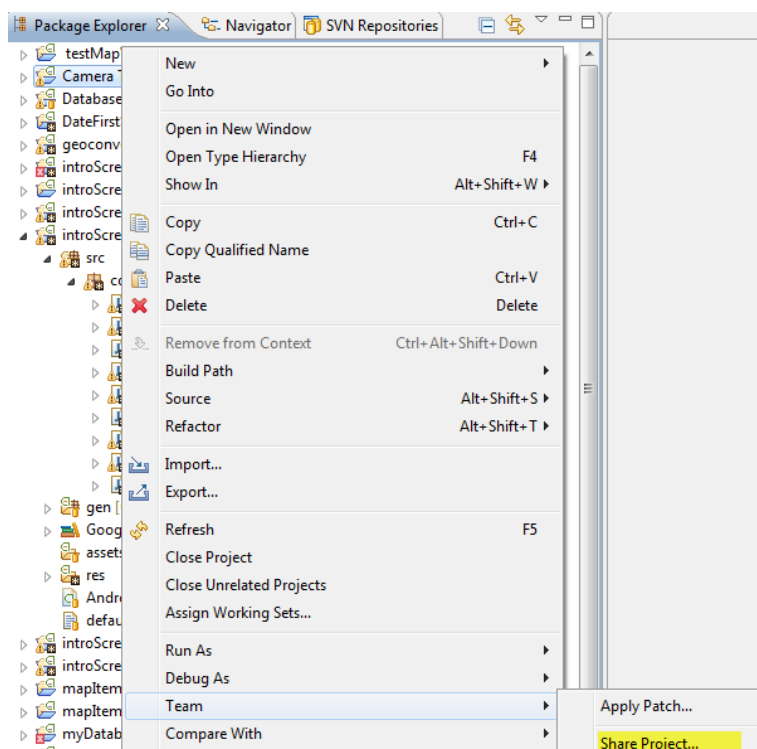 Package Explorer
Navigator
SVN Repositories
testMap
Camera T
Database
DateFirst
geoconv
introScre
introScre
introScre
introScre
src
co
gen [
Goog
assets
res
Andr
defau
introScre
introScre
mapItem
mapItem
myDatab
New
Go Into
Open in New Window
Open Type Hierarchy F4
Show In Alt+Shift+W
Copy Ctrl+C
Copy Qualified Name
Paste Ctrl+V
Delete Delete
Remove from Context Ctrl+Alt+Shift+Down
Build Path
Source Alt+Shift+S
Refactor Alt+Shift+T
Import...
Export...
Refresh F5
Close Project
Close Unrelated Projects
Assign Working Sets...
Run As
Debug As
Team
Compare With
Apply Patch...
Share Project...